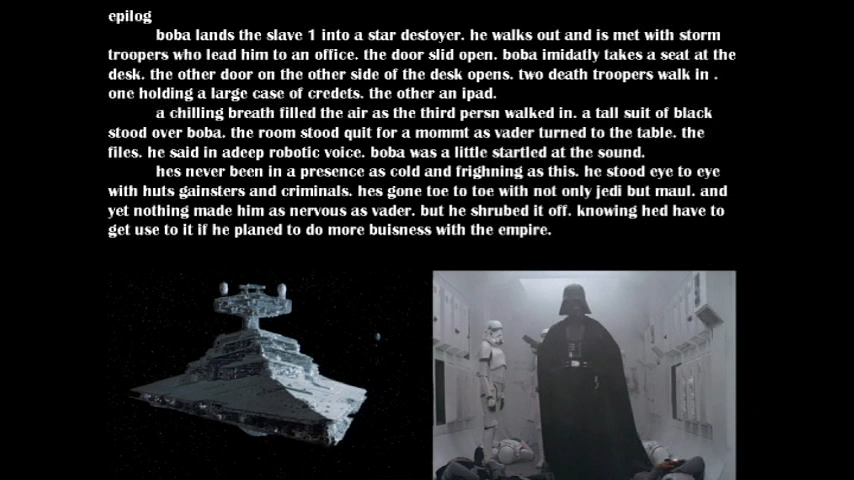 epilog
boba lands the slave 1 into a star destoyer. he walks out and is met with storm
troopers who lead him to an office. the door slid open. boba imidatly takes a seat at the
desk. the other door on the other side of the desk opens. two death troopers walk in .
one holding a large case of credets. the other an ipad.
a chilling breath filled the air as the third persn walked in. a tall suit of black
stood over boba. the room stood quit for a mommt as vader turned to the table. the
files. he said in adeep robotic voice. boba was a little startled at the sound.
hes never been in a presence as cold and frighning as this. he stood eye to eye
with huts gainsters and criminals. hes gone toe to toe with not only jedi but maul. and
yet nothing made him as nervous as vader. but he shrubed it off. knowing hed have to
get use to it if he planed to do more buisness with the empire.